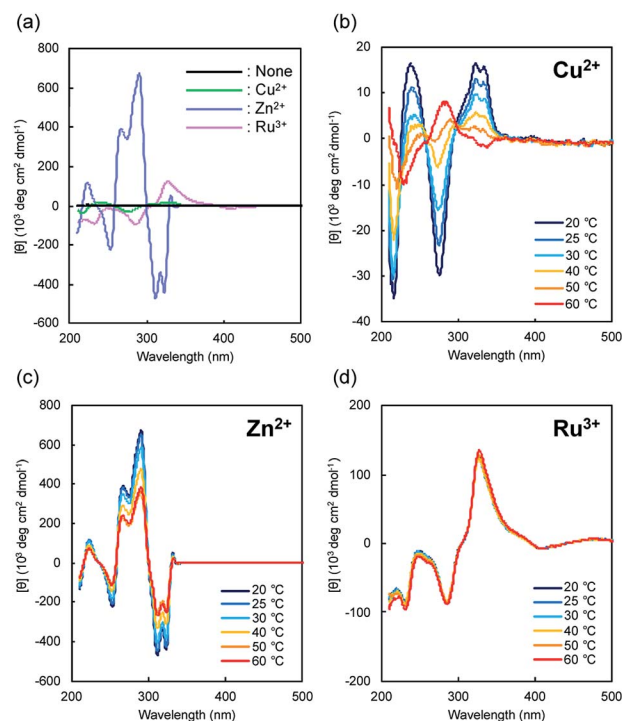 (a)
[θ] (10³ deg cm² dmol⁻¹)
800
600
400
200
0
-200
-400
-600
: None
: Cu²⁺
: Zn²⁺
: Ru³⁺
200 300 400 500
Wavelength (nm)
(b)
[θ] (10³ deg cm² dmol⁻¹)
20
10
0
-10
-20
-30
-40
Cu²⁺
20 °C
25 °C
30 °C
40 °C
50 °C
60 °C
200 300 400 500
Wavelength (nm)
(c)
[θ] (10³ deg cm² dmol⁻¹)
800
600
400
200
0
-200
-400
-600
Zn²⁺
20 °C
25 °C
30 °C
40 °C
50 °C
60 °C
200 300 400 500
Wavelength (nm)
(d)
[θ] (10³ deg cm² dmol⁻¹)
200
100
0
-100
-200
Ru³⁺
20 °C
25 °C
30 °C
40 °C
50 °C
60 °C
200 300 400 500
Wavelength (nm)